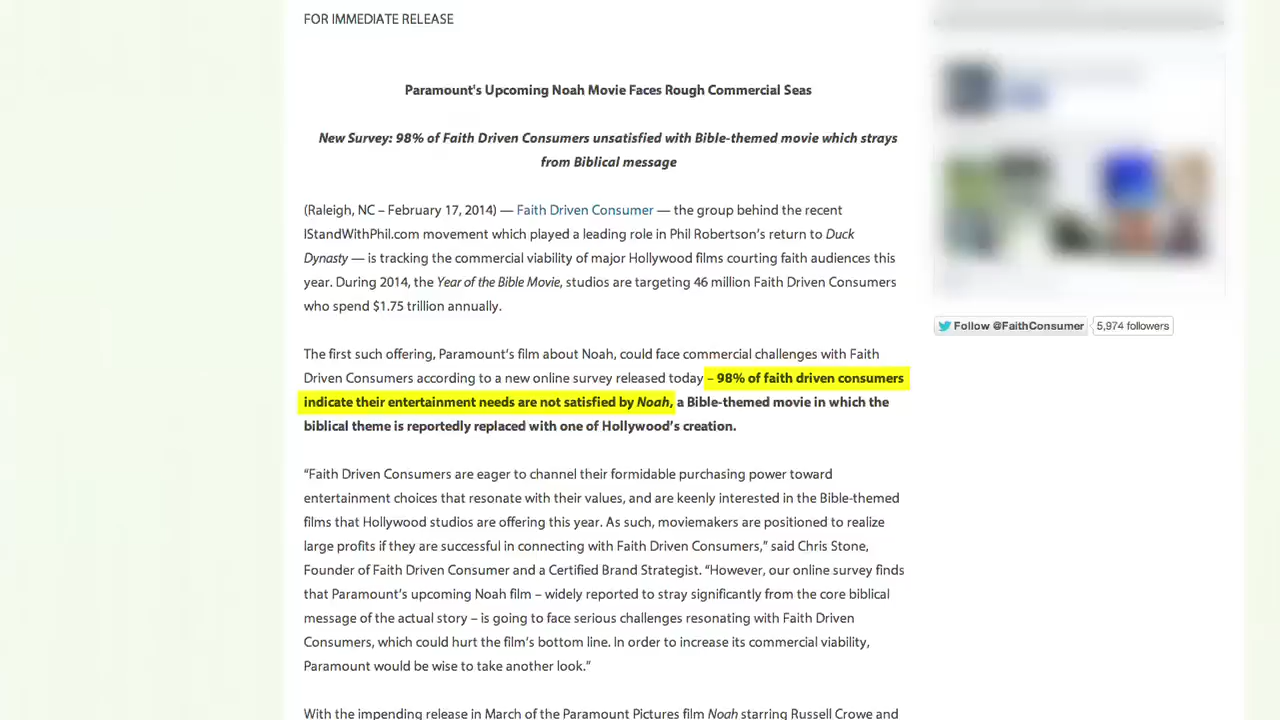 FOR IMMEDIATE RELEASE
Paramount's Upcoming Noah Movie Faces Rough Commercial Seas
New Survey: 98% of Faith Driven Consumers unsatisfied with Bible-themed movie which strays
from Biblical message
(Raleigh, NC – February 17, 2014) — Faith Driven Consumer — the group behind the recent
IStandWithPhil.com movement which played a leading role in Phil Robertson's return to Duck
Dynasty — is tracking the commercial viability of major Hollywood films courting faith audiences this
year. During 2014, the Year of the Bible Movie, studios are targeting 46 million Faith Driven Consumers
who spend $1.75 trillion annually.
Follow @FaithConsumer 5,974 followers
The first such offering, Paramount's film about Noah, could face commercial challenges with Faith
Driven Consumers according to a new online survey released today – 98% of faith driven consumers
indicate their entertainment needs are not satisfied by Noah, a Bible-themed movie in which the
biblical theme is reportedly replaced with one of Hollywood's creation.
“Faith Driven Consumers are eager to channel their formidable purchasing power toward
entertainment choices that resonate with their values, and are keenly interested in the Bible-themed
films that Hollywood studios are offering this year. As such, moviemakers are positioned to realize
large profits if they are successful in connecting with Faith Driven Consumers,” said Chris Stone,
Founder of Faith Driven Consumer and a Certified Brand Strategist. “However, our online survey finds
that Paramount's upcoming Noah film – widely reported to stray significantly from the core biblical
message of the actual story – is going to face serious challenges resonating with Faith Driven
Consumers, which could hurt the film's bottom line. In order to increase its commercial viability,
Paramount would be wise to take another look.”
With the impending release in March of the Paramount Pictures film Noah starring Russell Crowe and